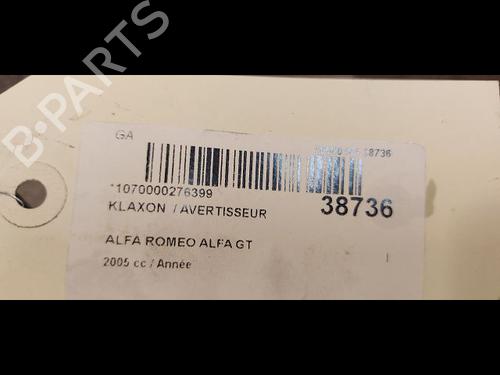 B-PARTS
GA
38736
*1070000276399
KLAXON / AVERTISSEUR
38736
ALFA ROMEO ALFA GT
2005 cc / Année